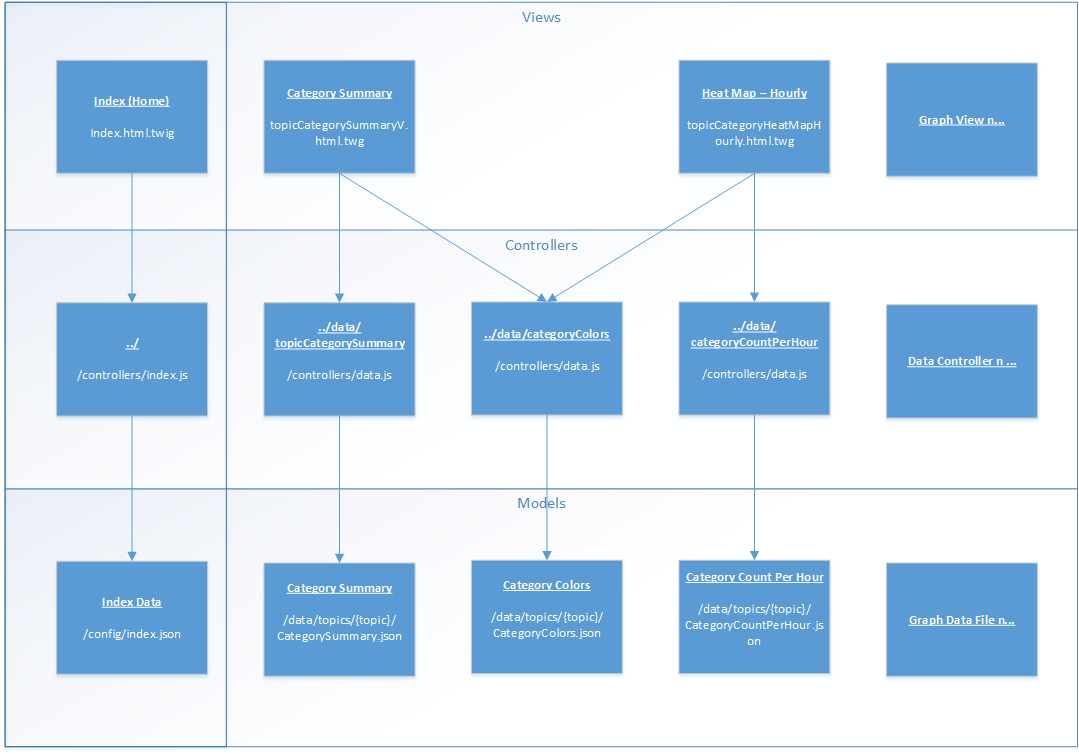 Views
Index (Home)
Index.html.twig
Category Summary
topicCategorySummaryV.
html.twg
Heat Map – Hourly
topicCategoryHeatMapH
ourly.html.twg
Graph View n...
Controllers
../
/controllers/index.js
../data/
topicCategorySummary
/controllers/data.js
../data/categoryColors
/controllers/data.js
../data/
categoryCountPerHour
/controllers/data.js
Data Controller n ...
Models
Index Data
/config/index.json
Category Summary
/data/topics/{topic}/
CategorySummary.json
Category Colors
/data/topics/{topic}/
CategoryColors.json
Category Count Per Hour
/data/topics/{topic}/
CategoryCountPerHour.js
on
Graph Data File n...